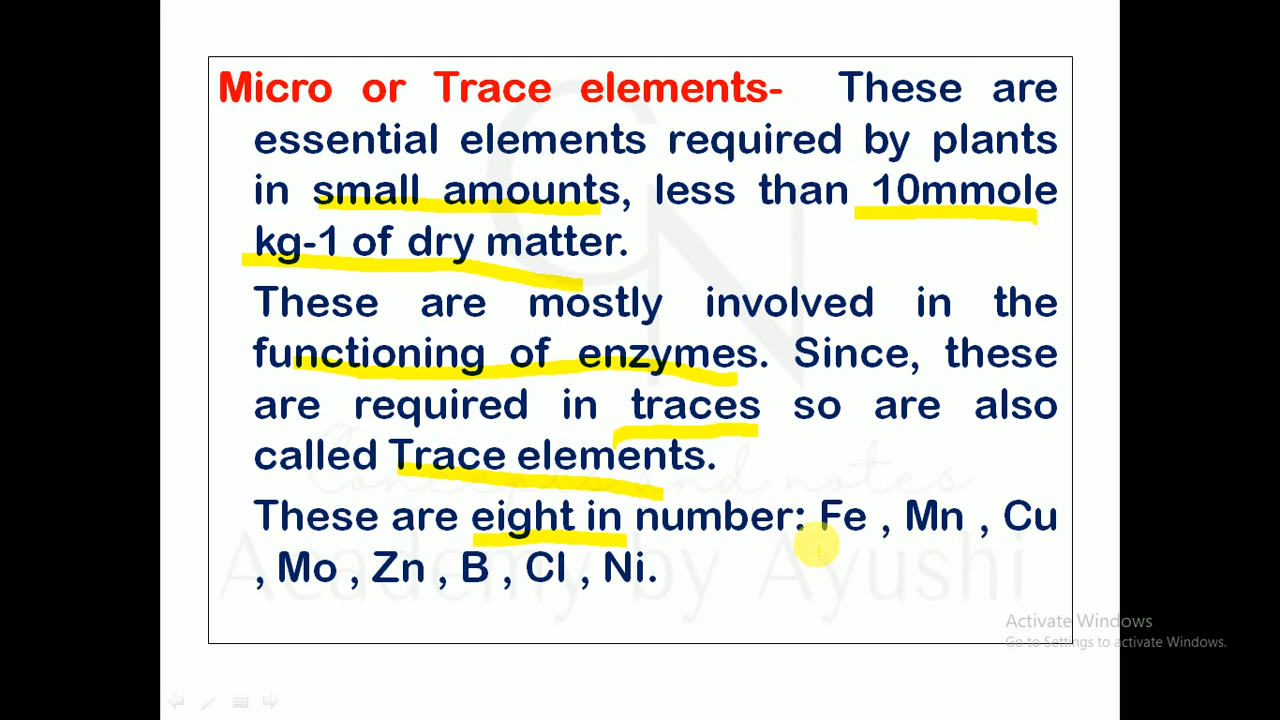 Micro or Trace elements- These are
essential elements required by plants
in small amounts, less than 10mmole
kg-1 of dry matter.
These are mostly involved in the
functioning of enzymes. Since, these
are required in traces so are also
called Trace elements.
Concepts and notes
These are eight in number: Fe , Mn , Cu
, Mo , Zn , B , Cl , Ni.
Academy by Ayushi
Activate Windows
Go to Settings to activate Windows.